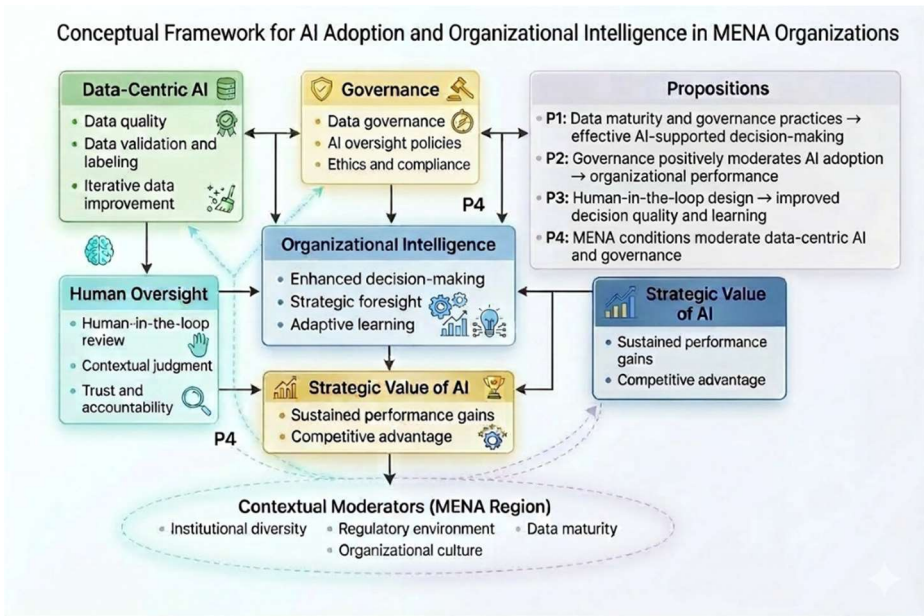 Conceptual Framework for AI Adoption and Organizational Intelligence in MENA Organizations
Data-Centric AI
• Data quality
• Data validation and
labeling
• Iterative data
improvement
Governance
• Data governance
• AI oversight policies
• Ethics and compliance
Propositions
• P1: Data maturity and governance practices →
effective AI-supported decision-making
• P2: Governance positively moderates AI adoption
→ organizational performance
• P3: Human-in-the-loop design → improved
decision quality and learning
• P4: MENA conditions moderate data-centric AI
and governance
P4
Organizational Intelligence
• Enhanced decision-making
• Strategic foresight
• Adaptive learning
Human Oversight
• Human-in-the-loop
review
• Contextual judgment
• Trust and
accountability
Strategic Value
of AI
• Sustained performance
gains
• Competitive advantage
Strategic Value of AI
• Sustained performance gains
• Competitive advantage
P4
Contextual Moderators (MENA Region)
• Institutional diversity • Regulatory environment • Data maturity
• Organizational culture